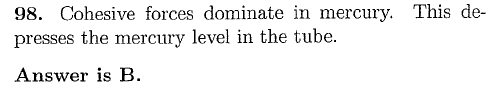 98. Cohesive forces dominate in mercury. This de-
presses the mercury level in the tube.
Answer is B.